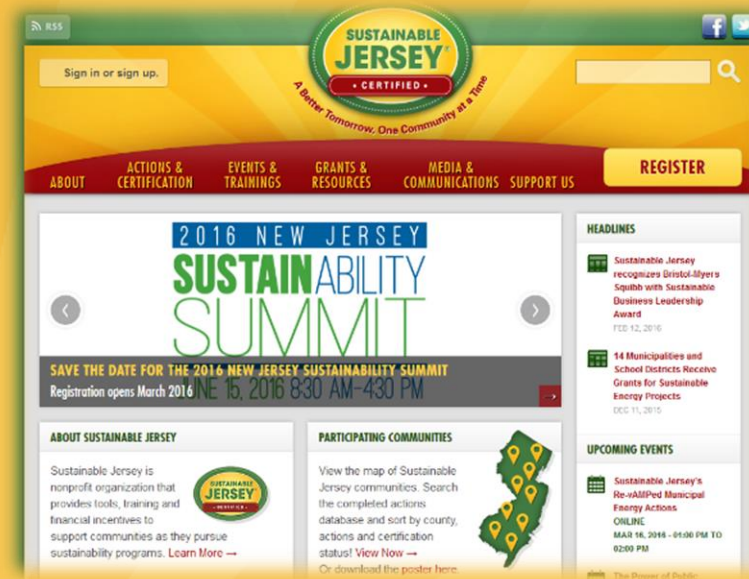 RSS
SUSTAINABLE
JERSEY
• CERTIFIED •
A Better Tomorrow, One Community at a Time
Sign in or sign up.
ABOUT
ACTIONS &
CERTIFICATION
EVENTS &
TRAININGS
GRANTS &
RESOURCES
MEDIA &
COMMUNICATIONS
SUPPORT US
REGISTER
2016 NEW JERSEY
SUSTAINABILITY
SUMMIT
SAVE THE DATE FOR THE 2016 NEW JERSEY SUSTAINABILITY SUMMIT
Registration opens March 2016
JUNE 15, 2016 8:30 AM-4:30 PM
ABOUT SUSTAINABLE JERSEY
Sustainable Jersey is
nonprofit organization that
provides tools, training and
financial incentives to
support communities as they pursue
sustainability programs. Learn More →
SUSTAINABLE
JERSEY
PARTICIPATING COMMUNITIES
View the map of Sustainable
Jersey communities. Search
the completed actions
database and sort by county,
actions and certification
status! View Now →
Or download the poster here.
HEADLINES
Sustainable Jersey
recognizes Bristol-Myers
Squibb with Sustainable
Business Leadership
Award
FEB 12, 2016
14 Municipalities and
School Districts Receive
Grants for Sustainable
Energy Projects
DEC 11, 2015
UPCOMING EVENTS
Sustainable Jersey's
Re-vAMPed Municipal
Energy Actions
ONLINE
MAR 16, 2016 - 01:00 PM TO
02:00 PM
The Power of Public